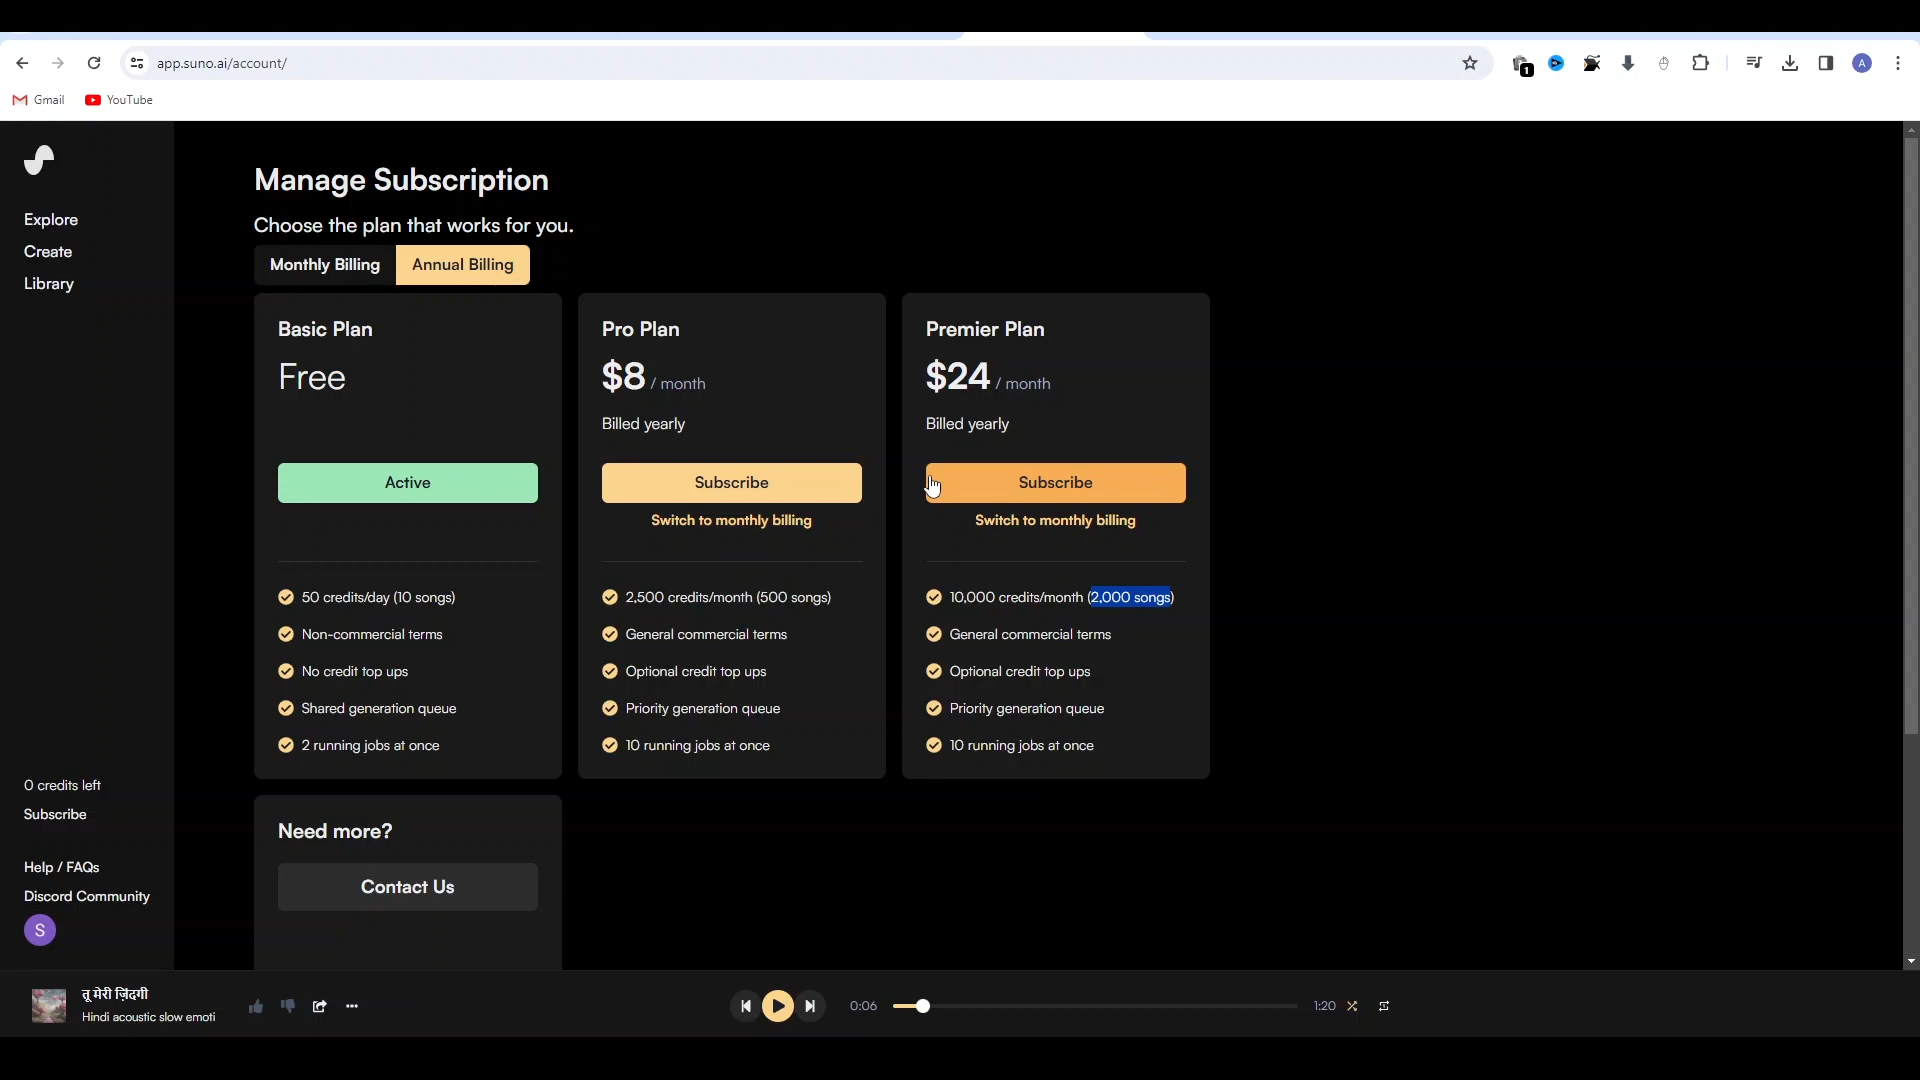 app.suno.ai/account/
1
A
Gmail
YouTube
Explore
Create
Library
Manage Subscription
Choose the plan that works for you.
Monthly Billing
Annual Billing
Basic Plan
Free
Active
50 credits/day (10 songs)
Non-commercial terms
No credit top ups
Shared generation queue
2 running jobs at once
Pro Plan
$8 / month
Billed yearly
Subscribe
Switch to monthly billing
2,500 credits/month (500 songs)
General commercial terms
Optional credit top ups
Priority generation queue
10 running jobs at once
Premier Plan
$24 / month
Billed yearly
Subscribe
Switch to monthly billing
10,000 credits/month (2,000 songs)
General commercial terms
Optional credit top ups
Priority generation queue
10 running jobs at once
Need more?
Contact Us
0 credits left
Subscribe
Help / FAQs
Discord Community
S
तू मेरी ज़िंदगी
Hindi acoustic slow emoti
0:06
1:20